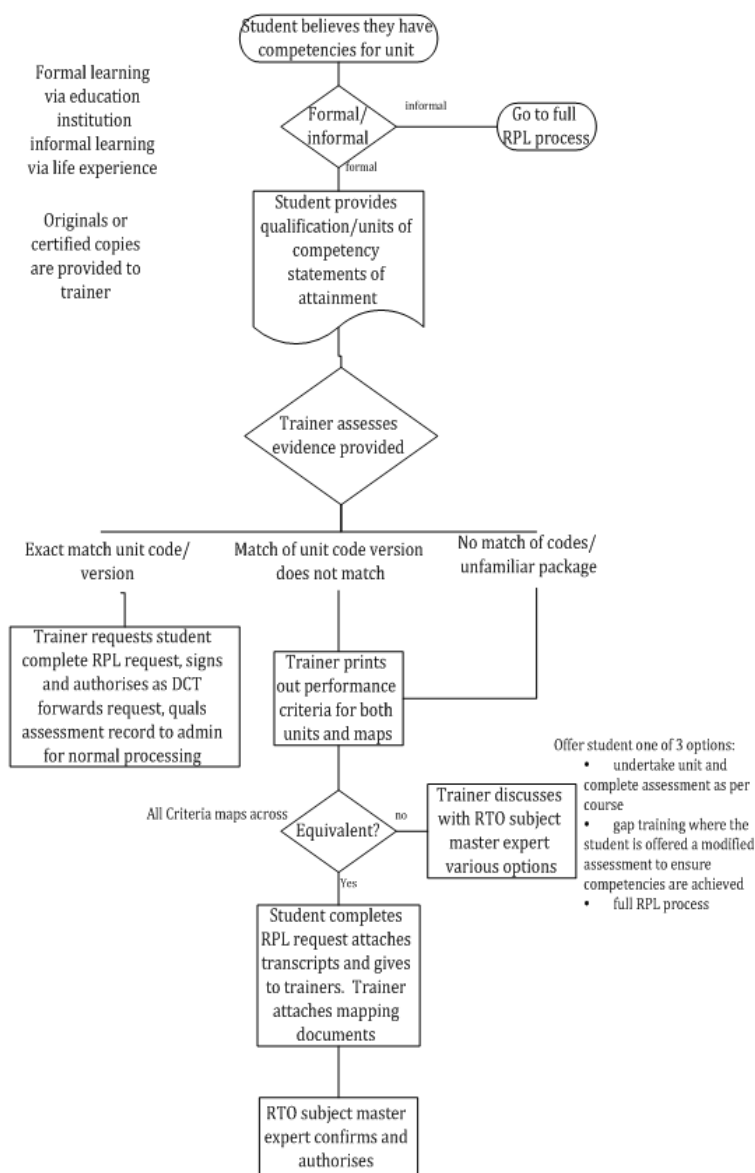 Student believes they have
competencies for unit
Formal learning
via education
institution
informal learning
via life experience
Originals or
certified copies
are provided to
trainer
Formal/
informal
informal
Go to full
RPL process
formal
Student provides
qualification/units of
competency
statements of
attainment
Trainer assesses
evidence provided
Exact match unit code/
version
Match of unit code version
does not match
No match of codes/
unfamiliar package
Trainer requests student
complete RPL request, signs
and authorises as DCT
forwards request, quals
assessment record to admin
for normal processing
Trainer prints
out performance
criteria for both
units and maps
All Criteria maps across
Equivalent?
no
Trainer discusses
with RTO subject
master expert
various options
Offer student one of 3 options:
• undertake unit and
complete assessment as per
course
• gap training where the
student is offered a modified
assessment to ensure
competencies are achieved
• full RPL process
Yes
Student completes
RPL request attaches
transcripts and gives
to trainers. Trainer
attaches mapping
documents
RTO subject master
expert confirms and
authorises